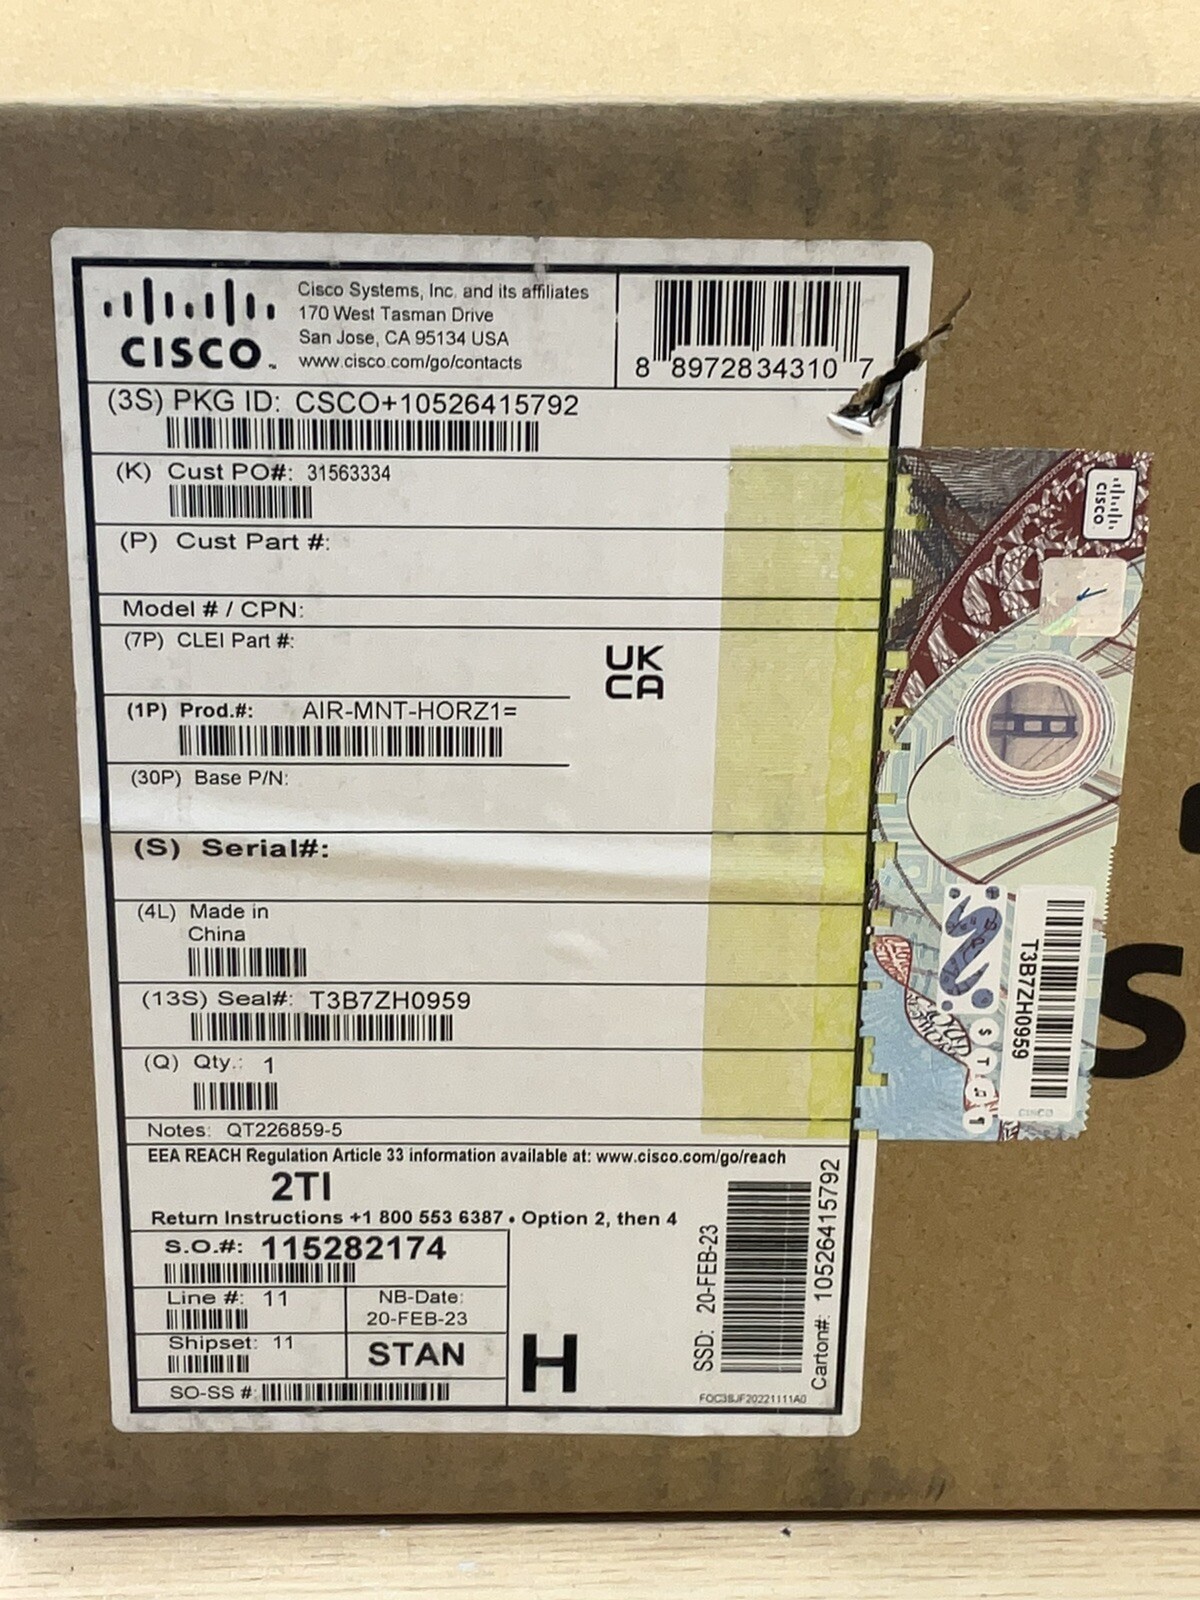 CISCO
Cisco Systems, Inc. and its affiliates
170 West Tasman Drive
San Jose, CA 95134 USA
www.cisco.com/go/contacts
8 8972834310 7
(3S) PKG ID: CSCO+10526415792
(K) Cust PO#: 31563334
(P) Cust Part #:
Model # / CPN:
(7P) CLEI Part #:
UK
CA
(1P) Prod.#: AIR-MNT-HORZ1=
(30P) Base P/N:
(S) Serial#:
(4L) Made in
China
(13S) Seal#: T3B7ZH0959
(Q) Qty.: 1
Notes: QT226859-5
EEA REACH Regulation Article 33 information available at: www.cisco.com/go/reach
2TI
Return Instructions +1 800 553 6387 • Option 2, then 4
S.O.#: 115282174
Line #: 11
NB-Date:
20-FEB-23
Shipset: 11
STAN
SO-SS #:
H
SSD: 20-FEB-23
Carton#: 10526415792
FOC3SJF20221111A0
CISCO
T3B7ZH0959
CISCO
S